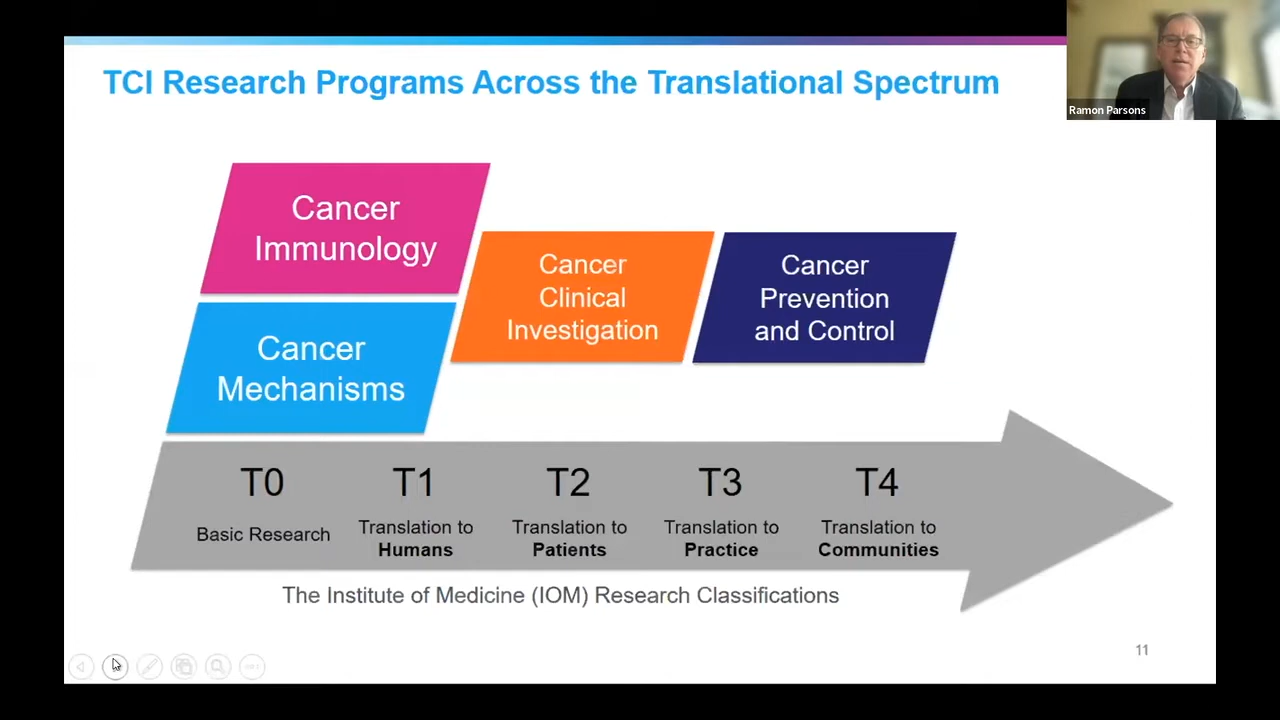 TCI Research Programs Across the Translational Spectrum
Ramon Parsons
Cancer
Immunology
Cancer
Mechanisms
Cancer
Clinical
Investigation
Cancer
Prevention
and Control
T0
Basic Research
T1
Translation to
Humans
T2
Translation to
Patients
T3
Translation to
Practice
T4
Translation to
Communities
The Institute of Medicine (IOM) Research Classifications
11